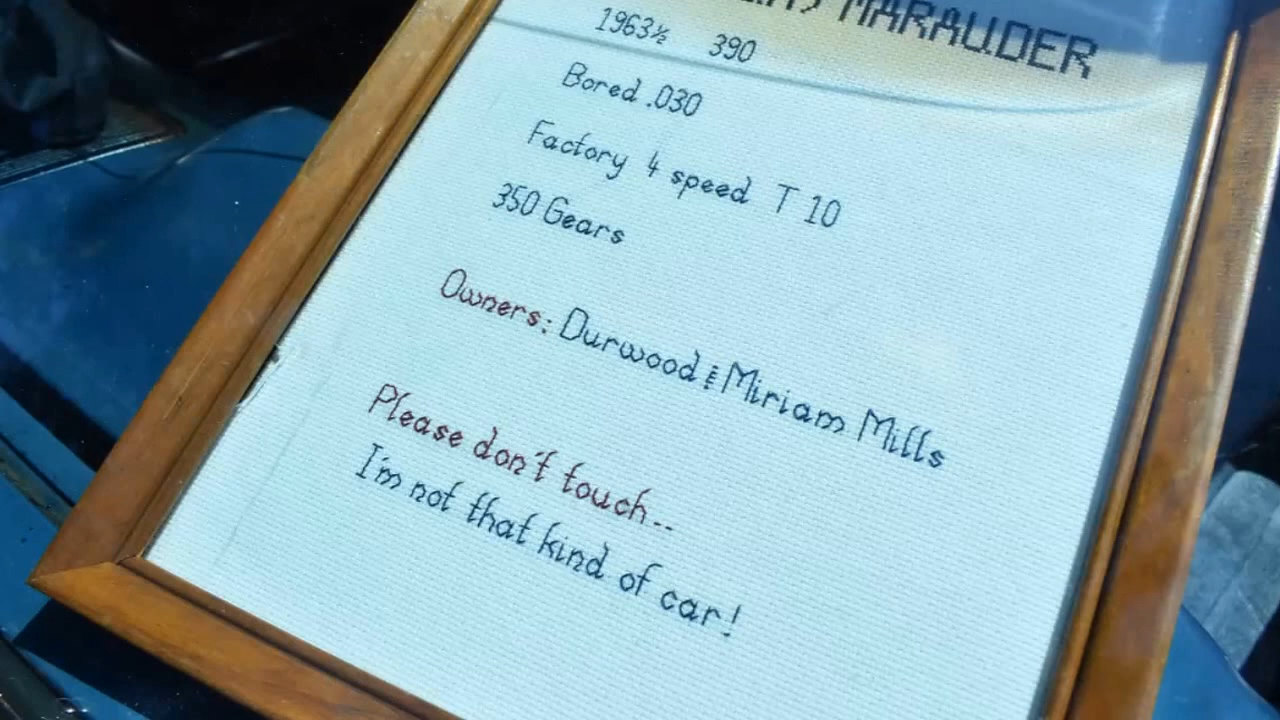 MARAUDER
1963½ 390
Bored .030
Factory 4 speed T 10
350 Gears
Owners: Durwood & Miriam Mills
Please don't touch..
I'm not that kind of car!